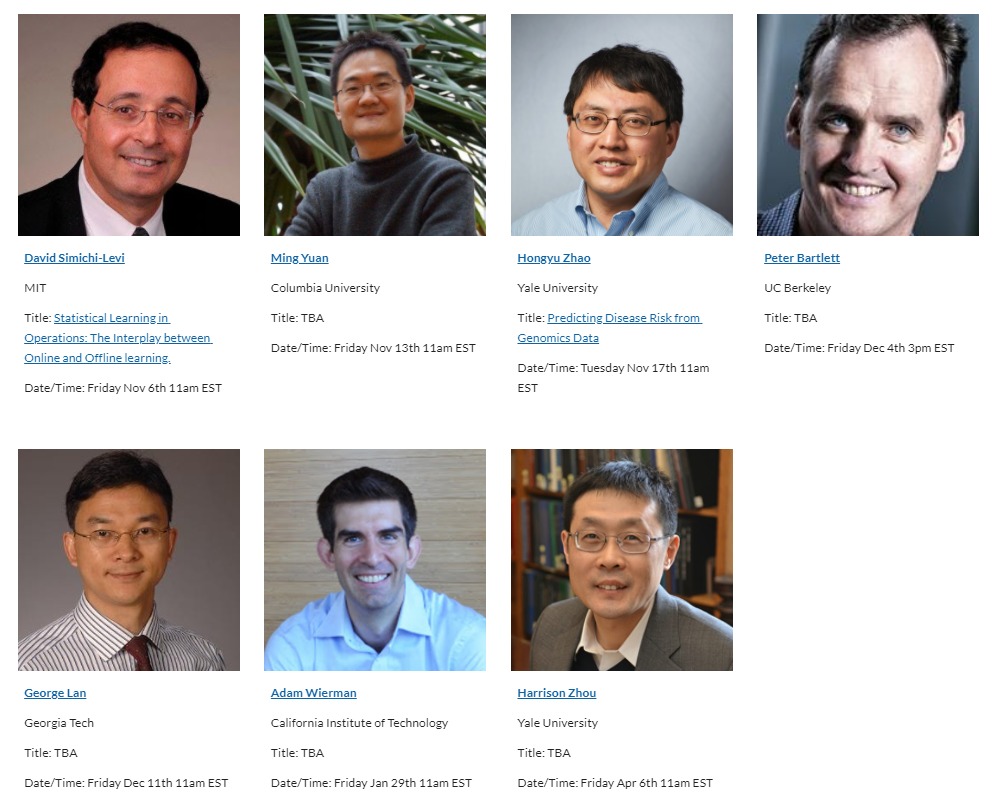 David Simichi-Levi
MIT
Title: Statistical Learning in
Operations: The Interplay between
Online and Offline learning.
Date/Time: Friday Nov 6th 11am EST
Ming Yuan
Columbia University
Title: TBA
Date/Time: Friday Nov 13th 11am EST
Hongyu Zhao
Yale University
Title: Predicting Disease Risk from
Genomics Data
Date/Time: Tuesday Nov 17th 11am
EST
Peter Bartlett
UC Berkeley
Title: TBA
Date/Time: Friday Dec 4th 3pm EST
George Lan
Georgia Tech
Title: TBA
Date/Time: Friday Dec 11th 11am EST
Adam Wierman
California Institute of Technology
Title: TBA
Date/Time: Friday Jan 29th 11am EST
Harrison Zhou
Yale University
Title: TBA
Date/Time: Friday Apr 6th 11am EST